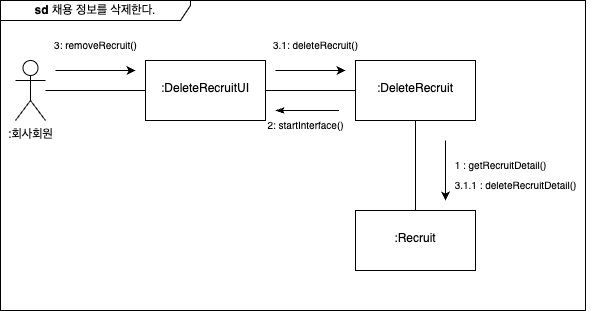 sd 채용 정보를 삭제한다.
3: removeRecruit()
3.1: deleteRecruit()
:DeleteRecruitUI
:DeleteRecruit
2: startInterface()
:회사회원
1 : getRecruitDetail()
3.1.1 : deleteRecruitDetail()
:Recruit